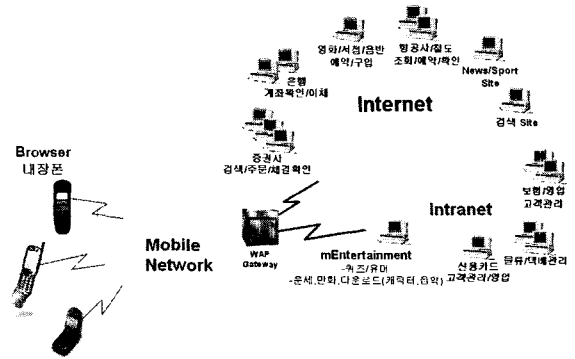 영화/서점/음반
예약/구입
항공사/철도
조회/예약/확인
News/Sport
Site
은행
계좌확인/이체
Internet
검색 Site
증권사
검색/주문/체결확인
Browser
내장폰
보험/영업
고객관리
Intranet
Mobile
Network
WAP
Gateway
mEntertainment
-퀴즈/유머
-운세,만화,다운로드(캐릭터,음악)
신용카드
고객관리/영업
물류/택배관리